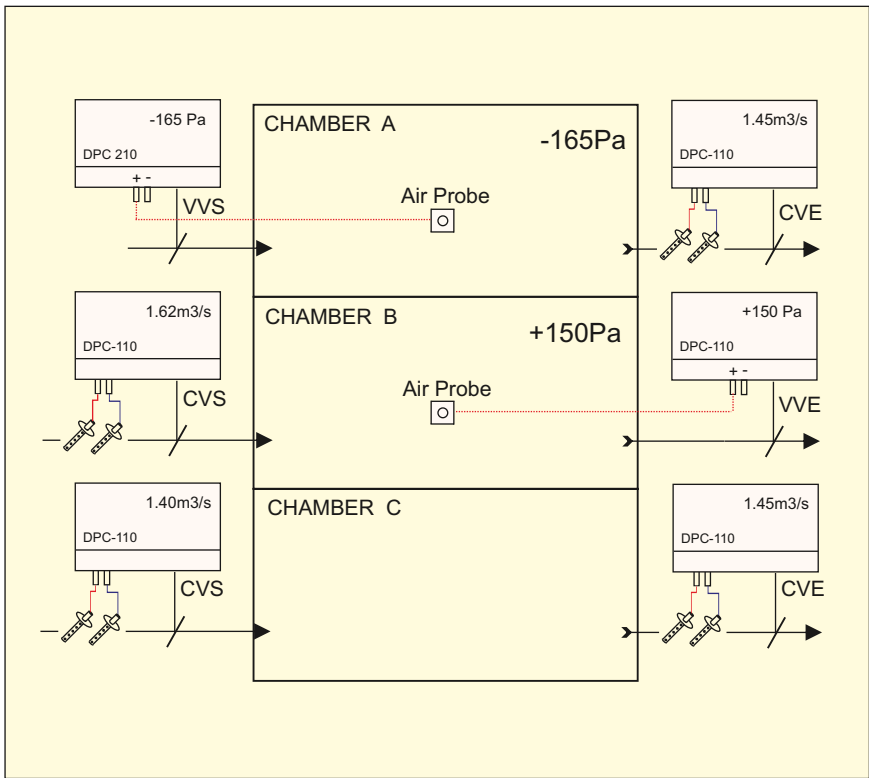 -165 Pa
DPC 210
+ -
VVS
CHAMBER A
-165Pa
Air Probe
1.45m3/s
DPC-110
CVE
1.62m3/s
DPC-110
CVS
CHAMBER B
+150Pa
Air Probe
+150 Pa
DPC-110
+ -
VVE
1.40m3/s
DPC-110
CVS
CHAMBER C
1.45m3/s
DPC-110
CVE